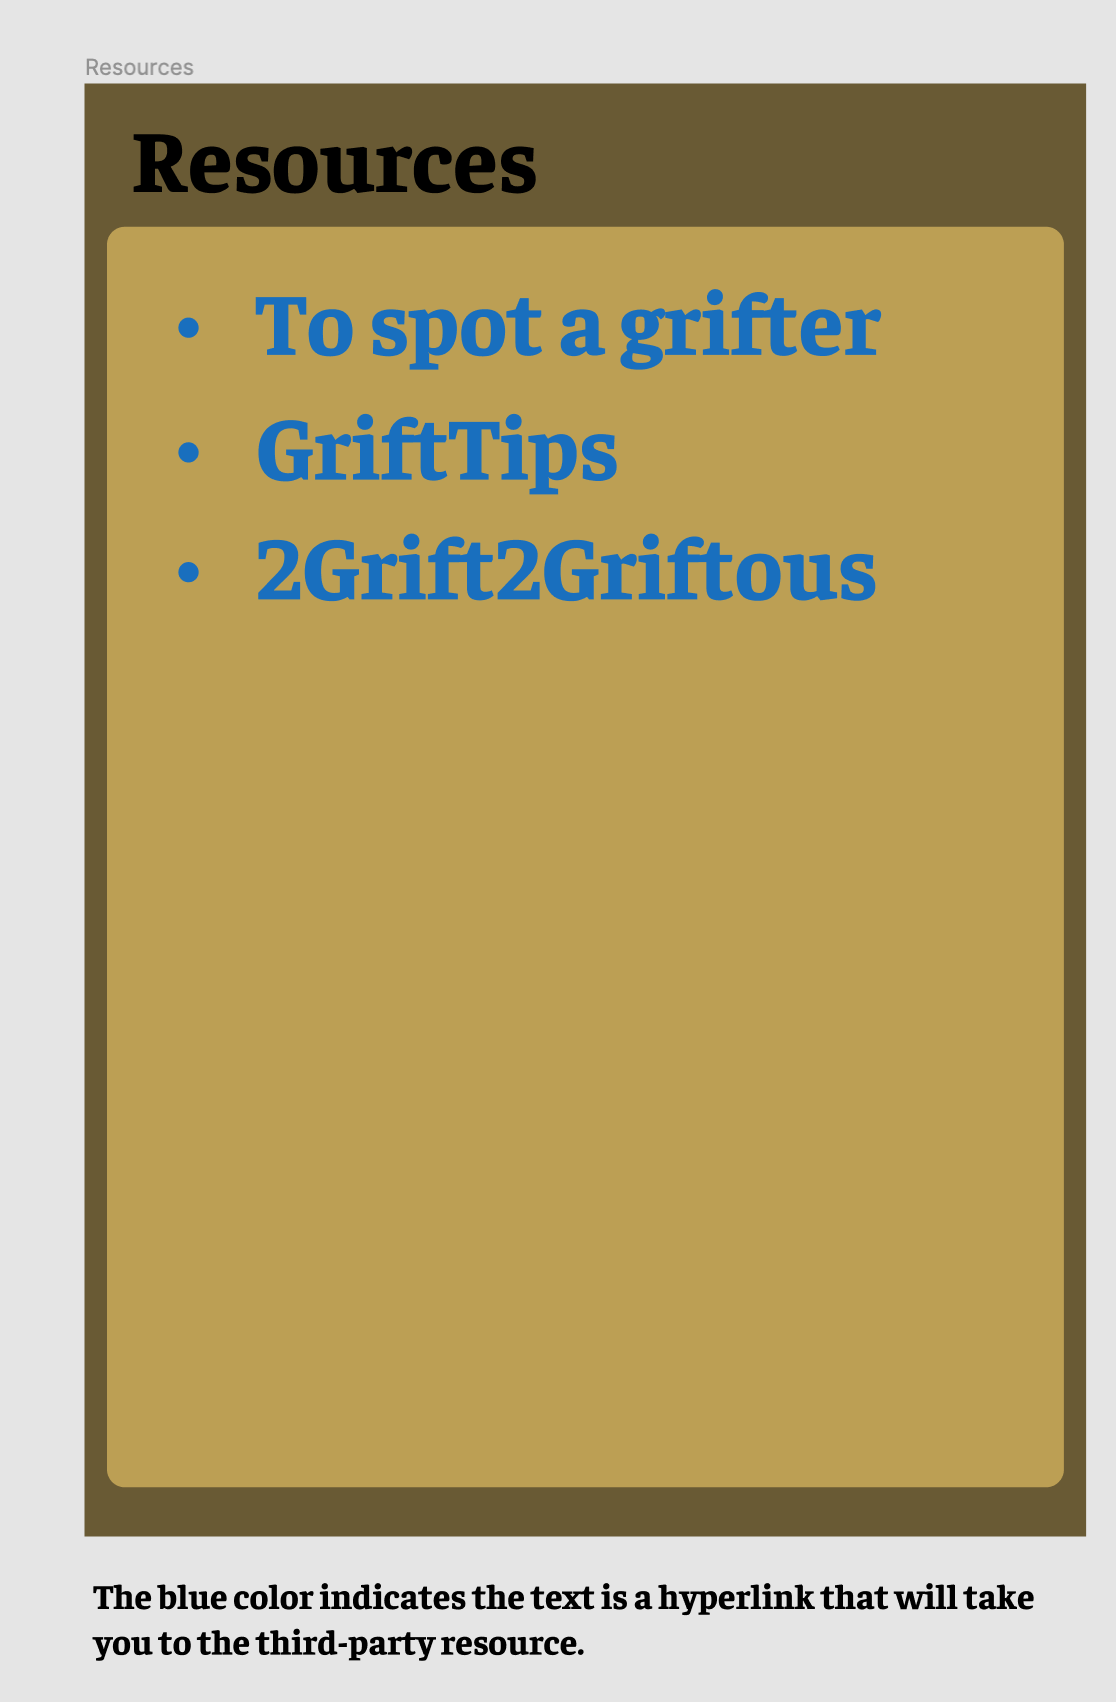 Resources
Resources
• To spot a grifter
• GriftTips
• 2Grift2Griftous
The blue color indicates the text is a hyperlink that will take
you to the third-party resource.